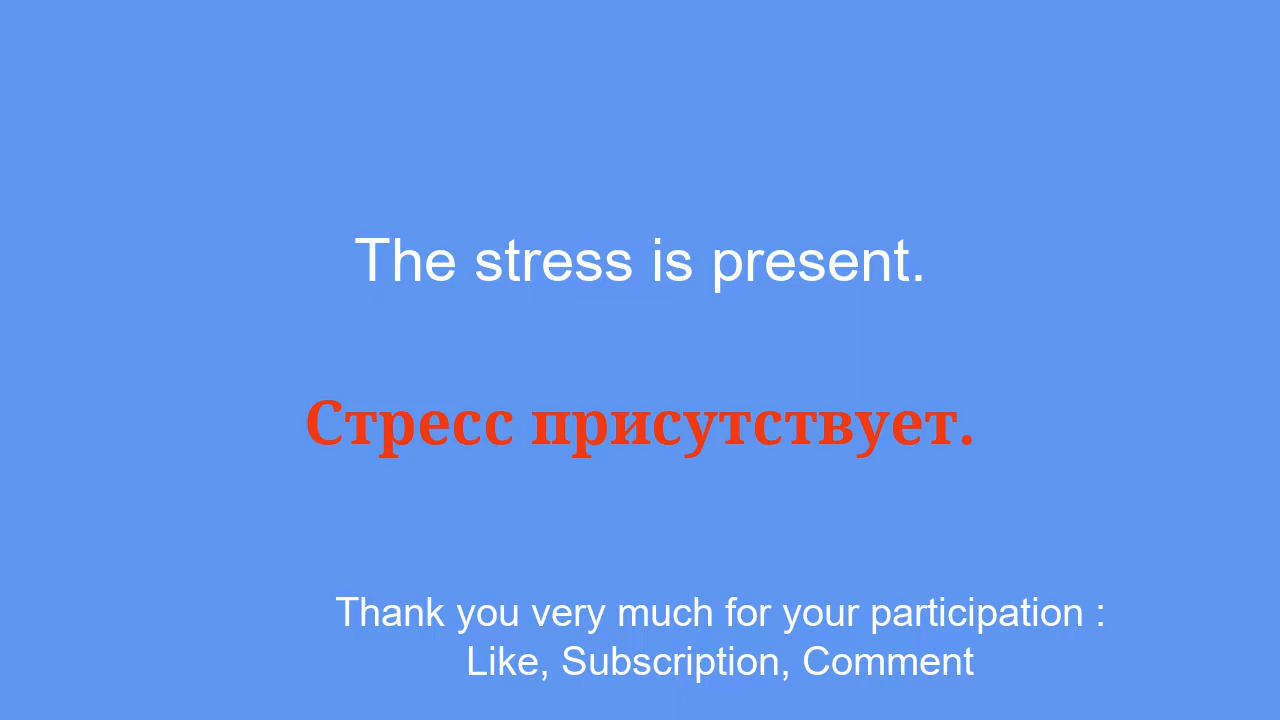 The stress is present.
Стресс присутствует.
Thank you very much for your participation :
Like, Subscription, Comment